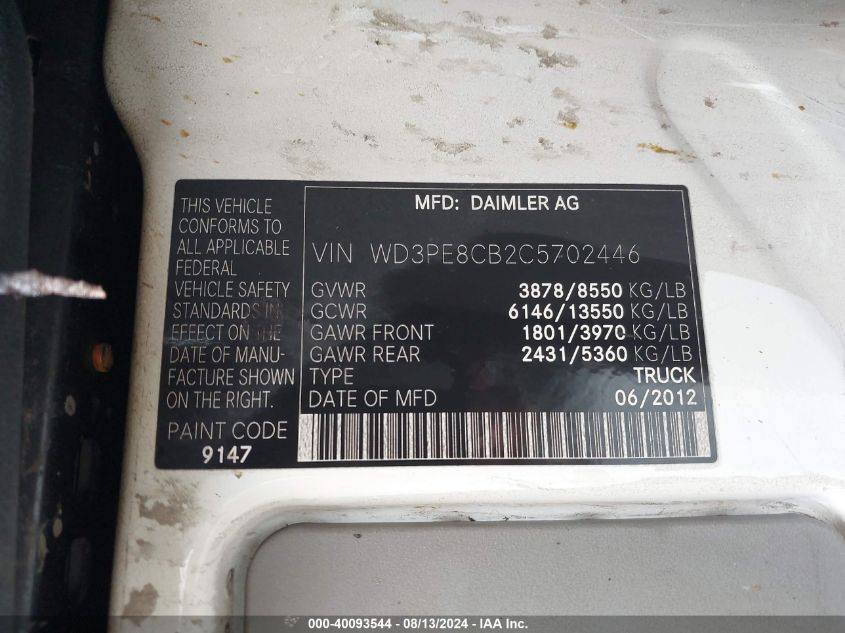 THIS VEHICLE
CONFORMS TO
ALL APPLICABLE
FEDERAL
VEHICLE SAFETY
STANDARDS IN
EFFECT ON THE
DATE OF MANU-
FACTURE SHOWN
ON THE RIGHT.
PAINT CODE
9147
MFD: DAIMLER AG
VIN WD3PE8CB2C5702446
GVWR 3878/8550 KG/LB
GCWR 6146/13550 KG/LB
GAWR FRONT 1801/3970 KG/LB
GAWR REAR 2431/5360 KG/LB
TYPE TRUCK
DATE OF MFD 06/2012
000-40093544 / 08/13/2024 - IAA Inc.